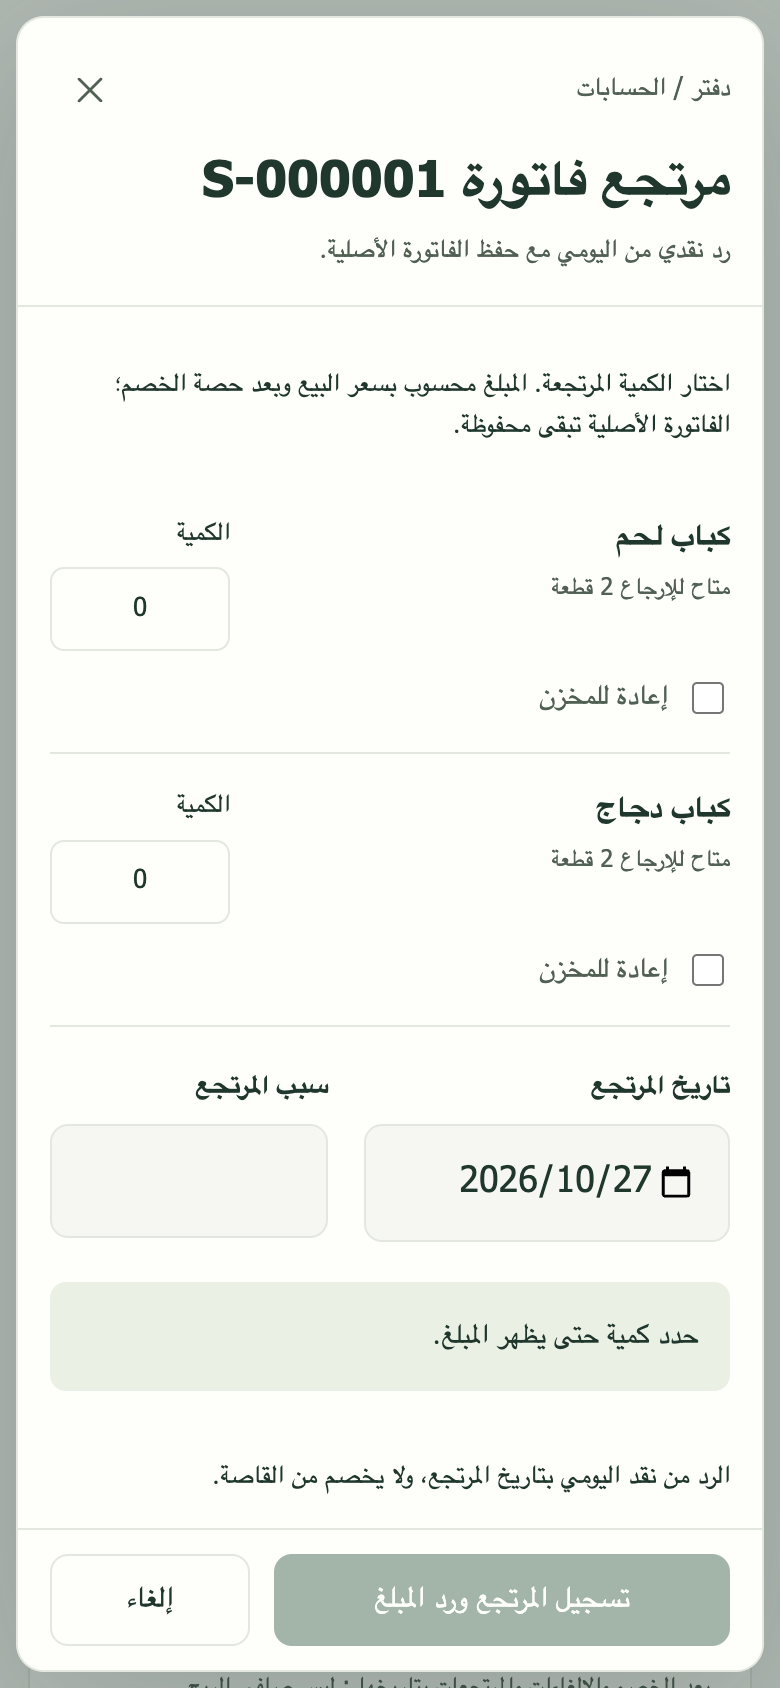 دفتر / الحسابات
مرتجع فاتورة S-000001
رد نقدي من اليومي مع حفظ الفاتورة الأصلية.
اختار الكمية المرتجعة. المبلغ محسوب بسعر البيع وبعد حصة الخصم؛
الفاتورة الأصلية تبقى محفوظة.
كباب لحم
الكمية
متاح للإرجاع 2 قطعة
0
إعادة للمخزن
كباب دجاج
الكمية
متاح للإرجاع 2 قطعة
0
إعادة للمخزن
تاريخ المرتجع
سبب المرتجع
2026/10/27
حدد كمية حتى يظهر المبلغ.
الرد من نقد اليومي بتاريخ المرتجع، ولا يخصم من القاصة.
تسجيل المرتجع ورد المبلغ
إلغاء